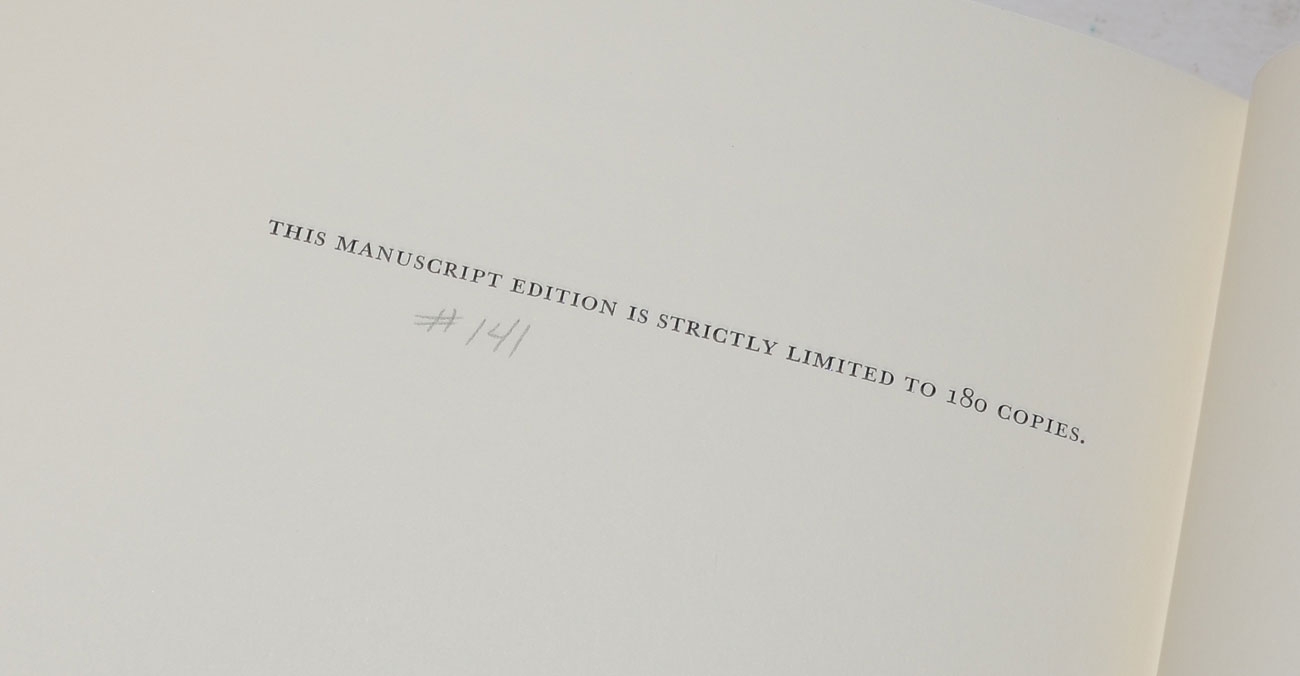 THIS MANUSCRIPT EDITION IS STRICTLY LIMITED TO 180 COPIES.
# 141